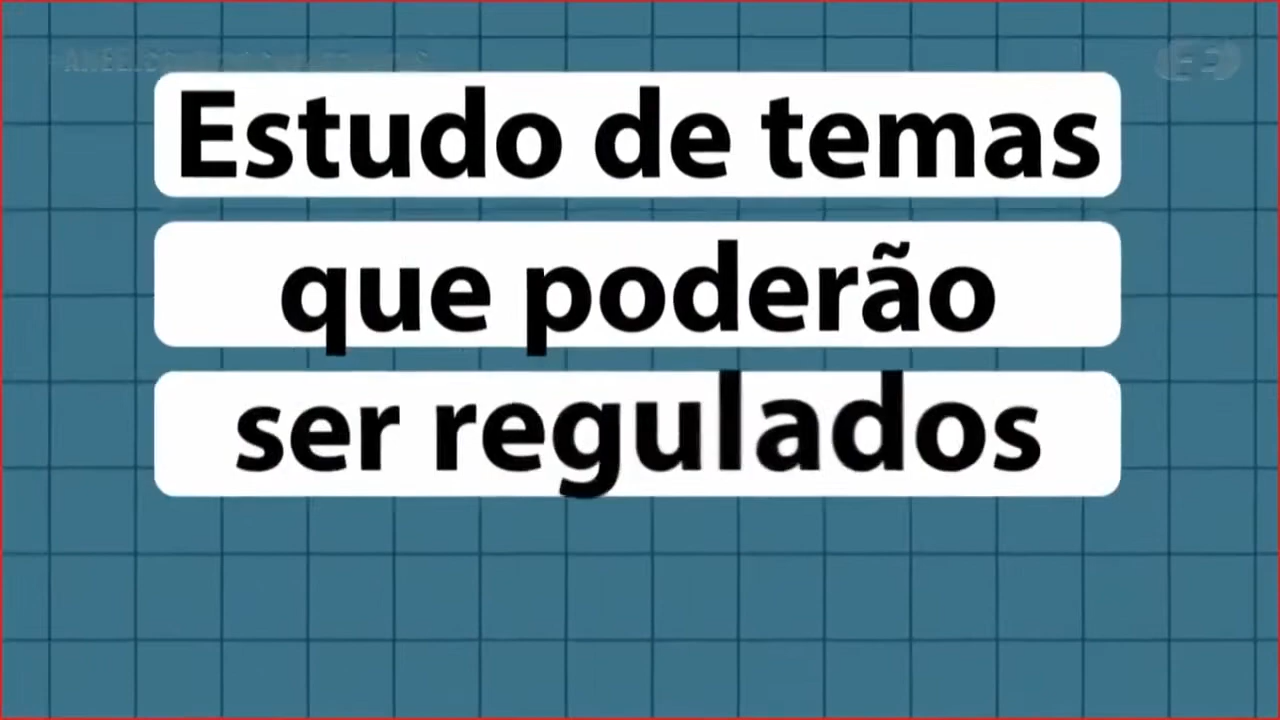 Estudo de temas
que poderão
ser regulados